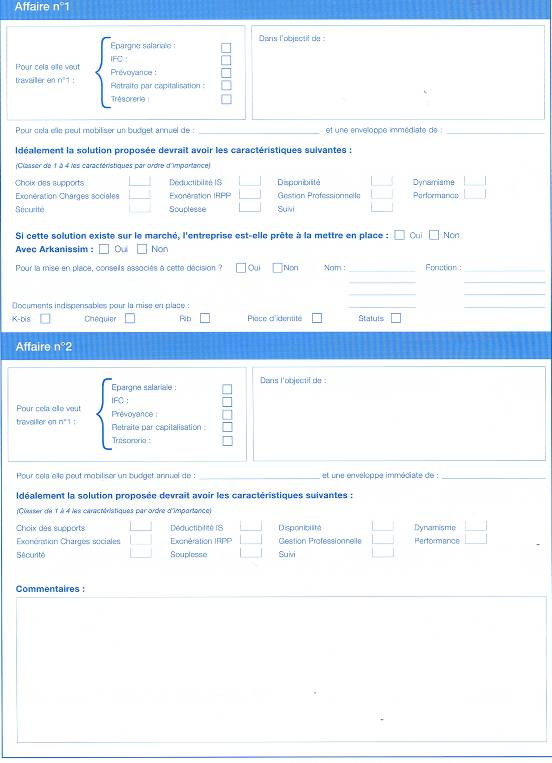 Affaire n°1
Epargne salariale :
Dans l'objectif de :
IFC :
Pour cela elle veut
travailler en n°1 :
Prévoyance :
Retraite par capitalisation :
Trésorerie :
Pour cela elle peut mobiliser un budget annuel de : et une enveloppe immédiate de :
Idéalement la solution proposée devrait avoir les caractéristiques suivantes :
(Classer de 1 à 4 les caractéristiques par ordre d'importance)
Choix des supports Déductibilité IS Disponibilité Dynamisme
Exonération Charges sociales Exonération IRPP Gestion Professionnelle Performance
Sécurité Souplesse Suivi
Si cette solution existe sur le marché, l'entreprise est-elle prête à la mettre en place : Oui Non
Avec Arkanissim : Oui Non
Pour la mise en place, conseils associés à cette décision ? Oui Non Nom : Fonction :
Documents indispensables pour la mise en place :
K-bis Chéquier : Rib Pièce d'identité Statuts
Affaire n°2
Epargne salariale :
Dans l'objectif de :
IFC :
Pour cela elle veut
travailler en n°1 :
Prévoyance :
Retraite par capitalisation :
Trésorerie :
Pour cela elle peut mobiliser un budget annuel de : et une enveloppe immédiate de :
Idéalement la solution proposée devrait avoir les caractéristiques suivantes :
(Classer de 1 à 4 les caractéristiques par ordre d'importance)
Choix des supports Déductibilité IS Disponibilité Dynamisme
Exonération Charges sociales Exonération IRPP Gestion Professionnelle Performance
Sécurité Souplesse Suivi
Commentaires :